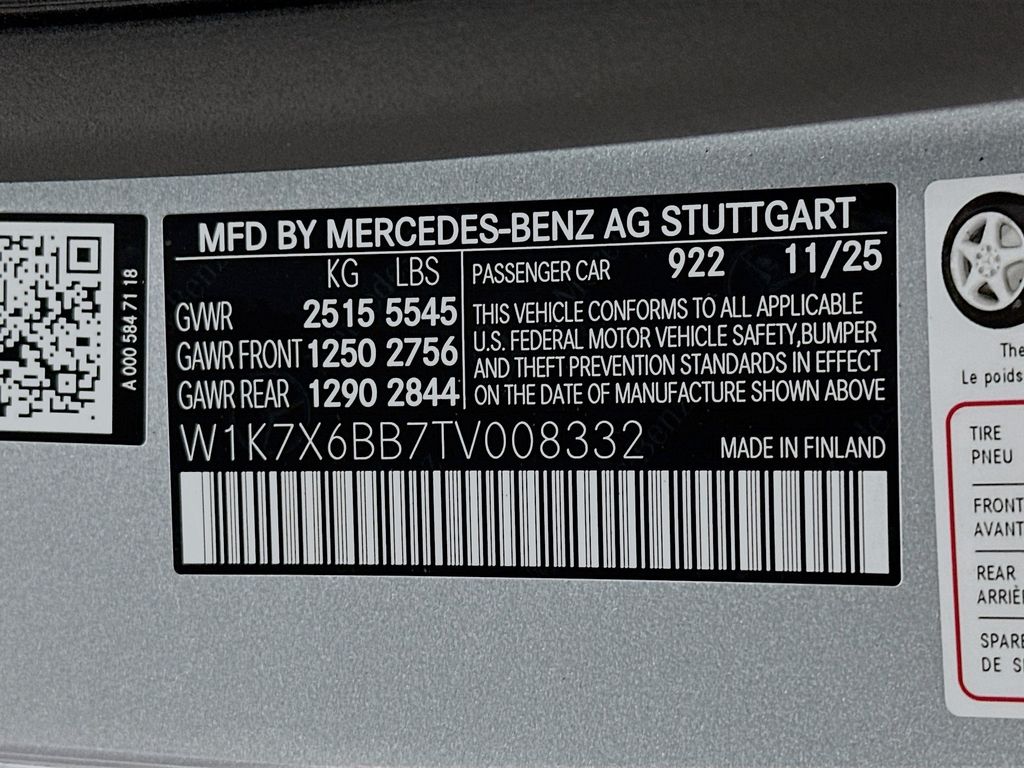 A 000 584 71 18
MFD BY MERCEDES-BENZ AG STUTTGART
KG LBS
GVWR 2515 5545
GAWR FRONT 1250 2756
GAWR REAR 1290 2844
PASSENGER CAR 922 11/25
THIS VEHICLE CONFORMS TO ALL APPLICABLE
U.S. FEDERAL MOTOR VEHICLE SAFETY,BUMPER
AND THEFT PREVENTION STANDARDS IN EFFECT
ON THE DATE OF MANUFACTURE SHOWN ABOVE
W1K7X6BB7TV008332
MADE IN FINLAND
The
Le poids
TIRE
PNEU
FRONT
AVANT
REAR
SPARE
DE